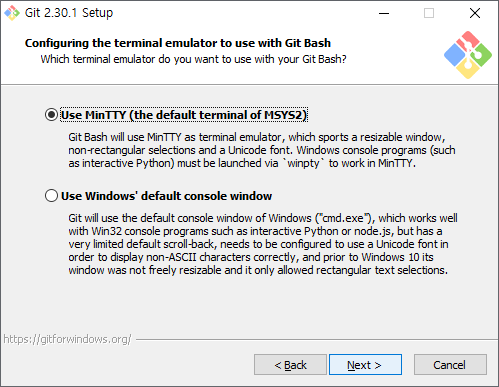 Git 2.30.1 Setup
Configuring the terminal emulator to use with Git Bash
Which terminal emulator do you want to use with your Git Bash?
Use MinTTY (the default terminal of MSYS2)
Git Bash will use MinTTY as terminal emulator, which sports a resizable window,
non-rectangular selections and a Unicode font. Windows console programs (such
as interactive Python) must be launched via `winpty` to work in MinTTY.
Use Windows' default console window
Git will use the default console window of Windows ("cmd.exe"), which works well
with Win32 console programs such as interactive Python or node.js, but has a
very limited default scroll-back, needs to be configured to use a Unicode font in
order to display non-ASCII characters correctly, and prior to Windows 10 its
window was not freely resizable and it only allowed rectangular text selections.
https://gitforwindows.org/
< Back
Next >
Cancel